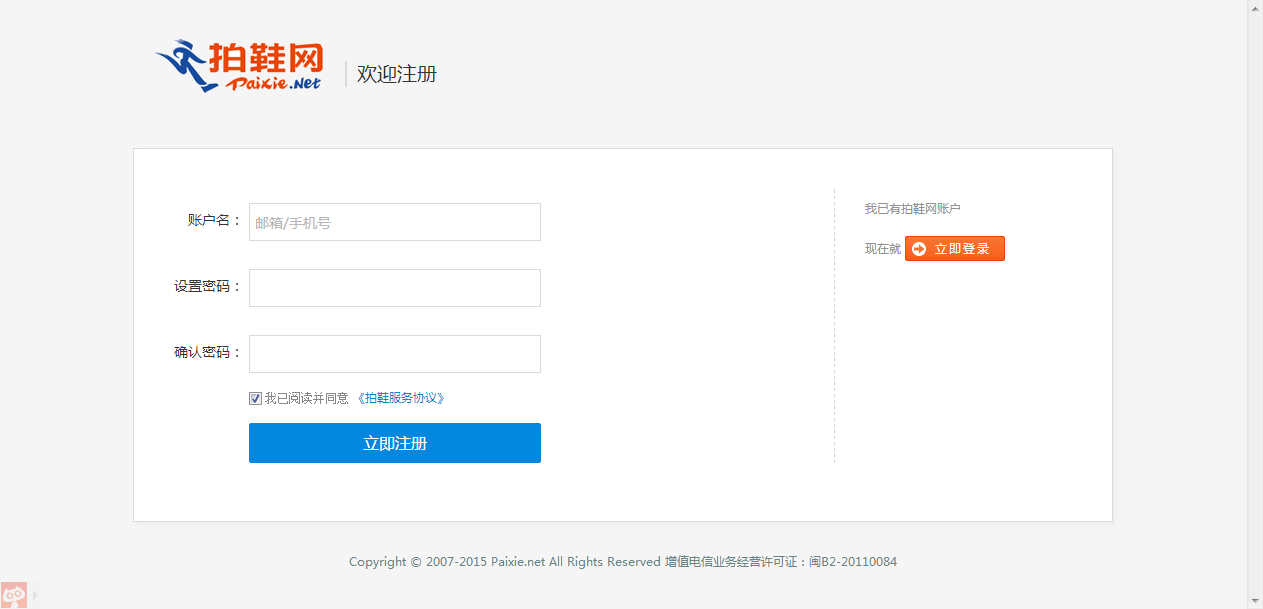 拍鞋网
Paixie.Net
欢迎注册
账户名：
邮箱/手机号
设置密码：
确认密码：
我已阅读并同意 《拍鞋服务协议》
立即注册
我已有拍鞋网账户
现在就 立即登录
Copyright © 2007-2015 Paixie.net All Rights Reserved 增值电信业务经营许可证：闽B2-20110084